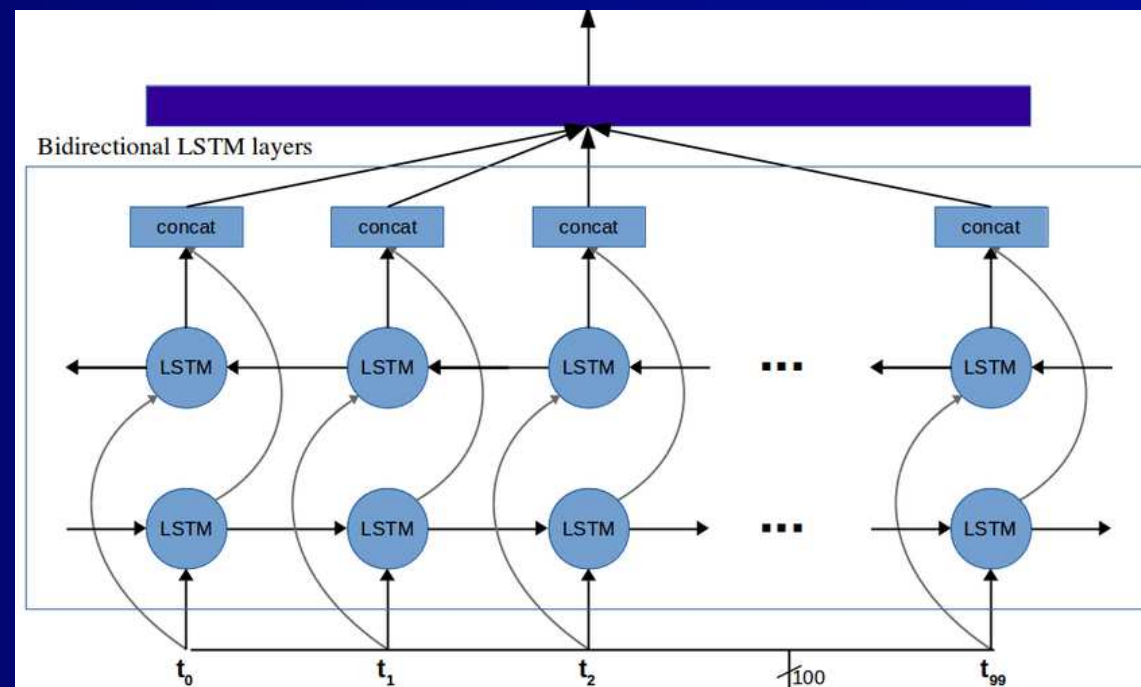 Bidirectional LSTM layers
concat concat concat concat
LSTM LSTM LSTM ... LSTM
LSTM LSTM LSTM ... LSTM
t0 t1 t2 100 t99